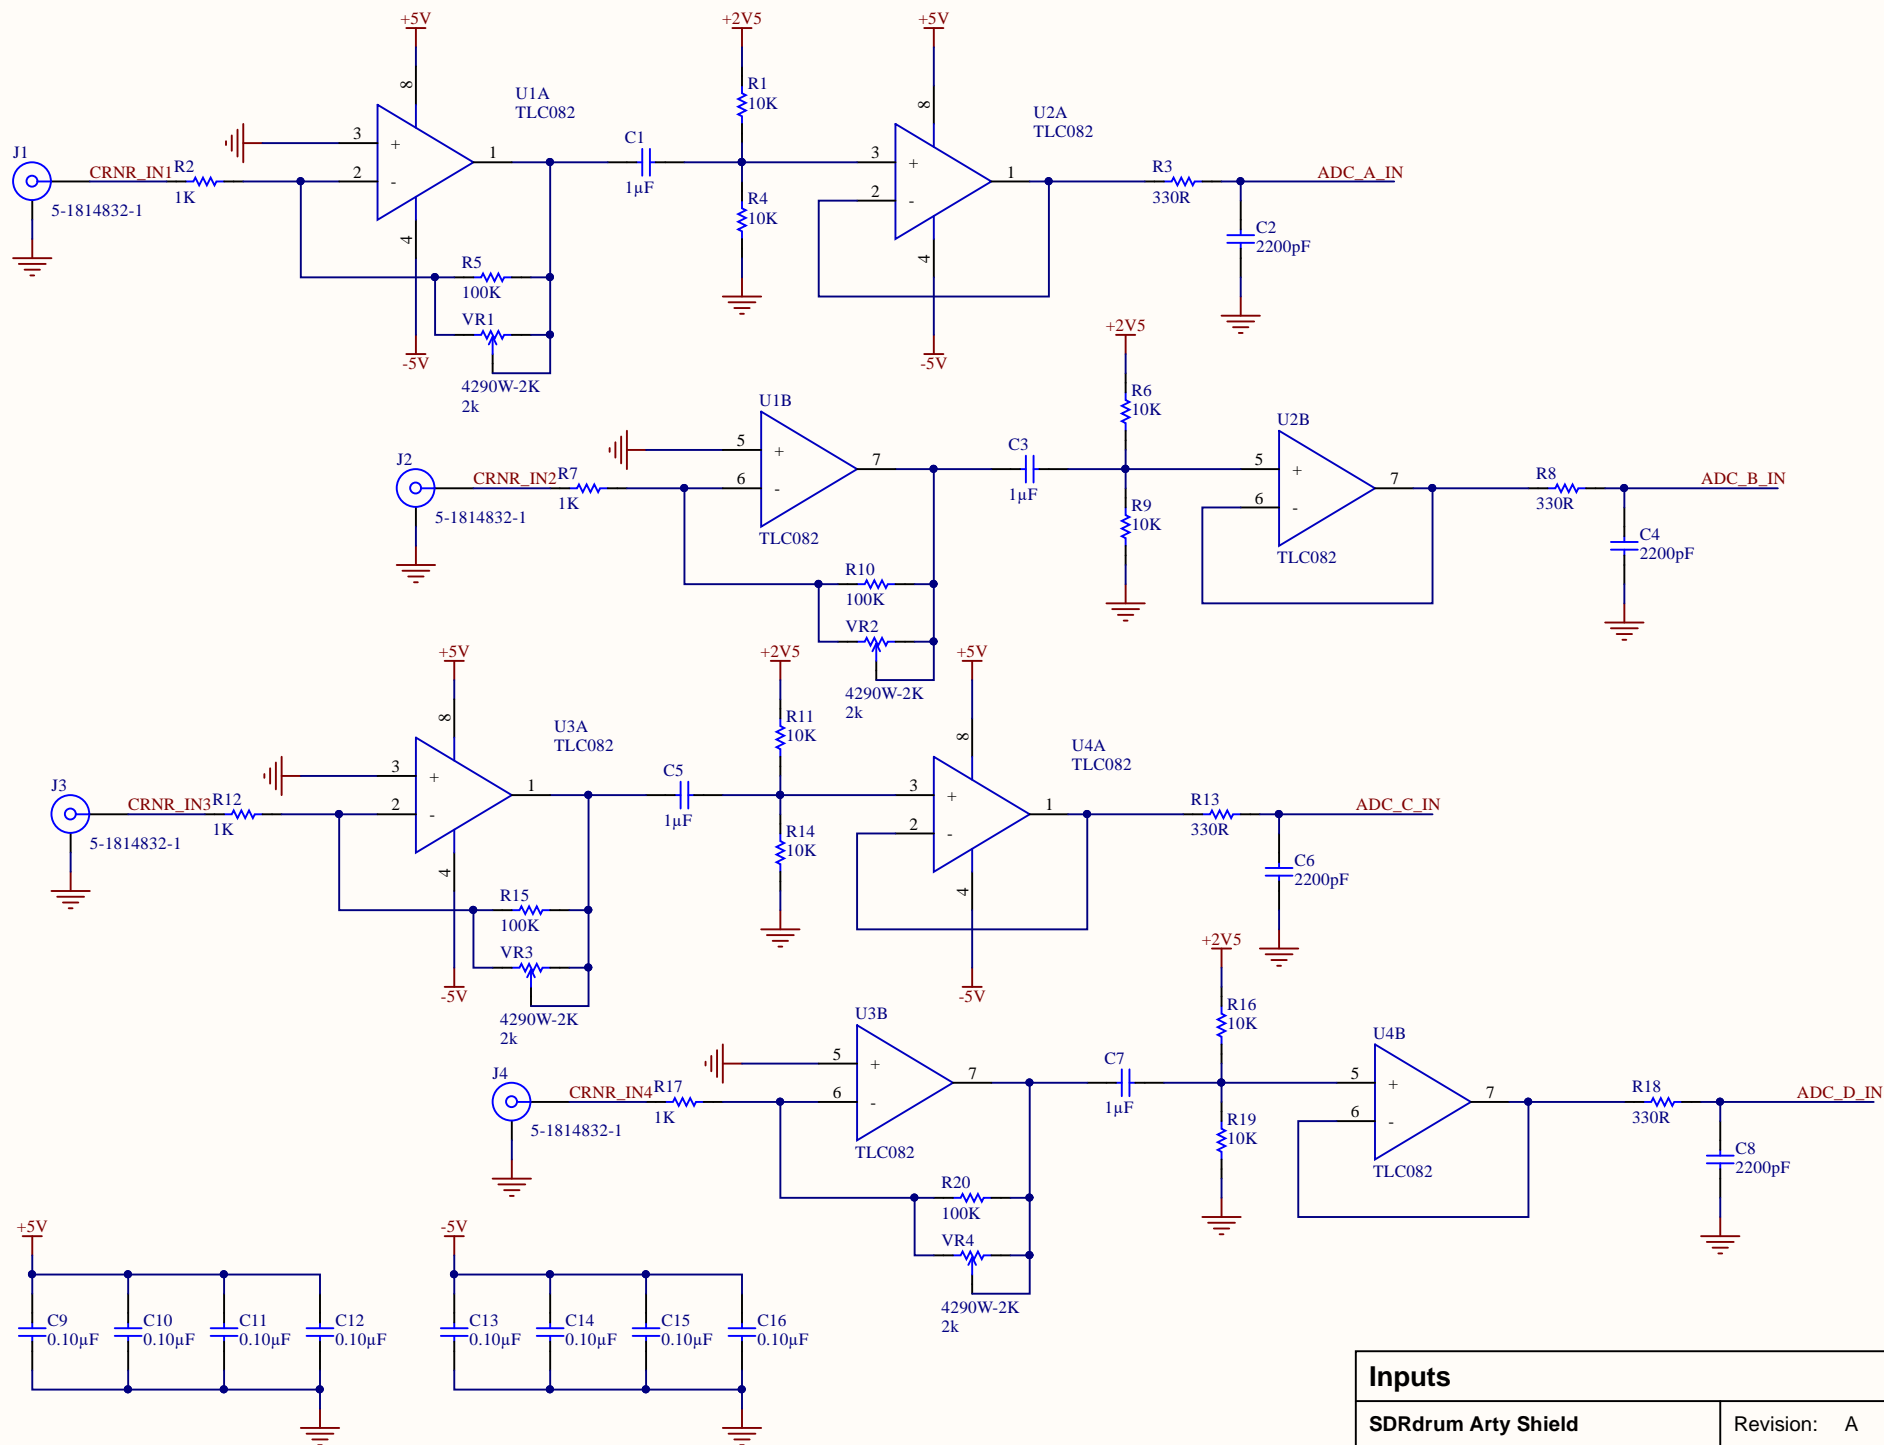 +5V
8
U1A
TLC082
3
+
1
2
-
4
J1
CRNR_IN1
R2
1K
5-1814832-1
R5
100K
VR1
-5V
4290W-2K
2k
C1
1µF
+2V5
R1
10K
R4
10K
+5V
8
U2A
TLC082
3
+
1
2
-
4
-5V
R3
330R
ADC_A_IN
C2
2200pF
U1B
5
+
7
6
-
TLC082
J2
CRNR_IN2
R7
1K
5-1814832-1
R10
100K
VR2
4290W-2K
2k
C3
1µF
+2V5
R6
10K
R9
10K
U2B
5
+
7
6
-
TLC082
R8
330R
ADC_B_IN
C4
2200pF
+5V
8
U3A
TLC082
3
+
1
2
-
4
J3
CRNR_IN3
R12
1K
5-1814832-1
R15
100K
VR3
-5V
4290W-2K
2k
C5
1µF
+2V5
R11
10K
R14
10K
+5V
8
U4A
TLC082
3
+
1
2
-
4
-5V
R13
330R
ADC_C_IN
C6
2200pF
U3B
5
+
7
6
-
TLC082
J4
CRNR_IN4
R17
1K
5-1814832-1
R20
100K
VR4
4290W-2K
2k
C7
1µF
+2V5
R16
10K
R19
10K
U4B
5
+
7
6
-
TLC082
R18
330R
ADC_D_IN
C8
2200pF
+5V
C9
0.10µF
C10
0.10µF
C11
0.10µF
C12
0.10µF
-5V
C13
0.10µF
C14
0.10µF
C15
0.10µF
C16
0.10µF
Inputs
SDRdrum Arty Shield
Revision: A